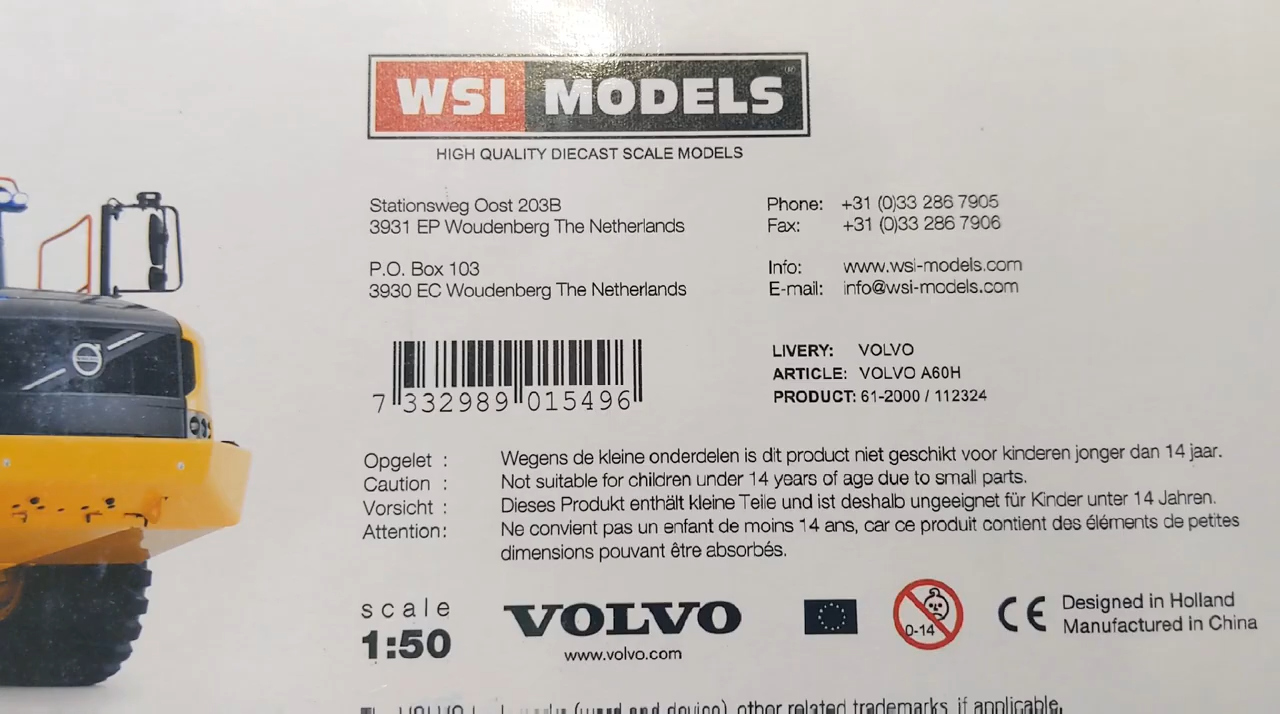 WSI MODELS
HIGH QUALITY DIECAST SCALE MODELS
Stationsweg Oost 203B
3931 EP Woudenberg The Netherlands
P.O. Box 103
3930 EC Woudenberg The Netherlands
Phone: +31 (0)33 286 7905
Fax: +31 (0)33 286 7906
Info: www.wsi-models.com
E-mail: info@wsi-models.com
7 332989 015496
LIVERY: VOLVO
ARTICLE: VOLVO A60H
PRODUCT: 61-2000 / 112324
Opgelet : Wegens de kleine onderdelen is dit product niet geschikt voor kinderen jonger dan 14 jaar.
Caution : Not suitable for children under 14 years of age due to small parts.
Vorsicht : Dieses Produkt enthält kleine Teile und ist deshalb ungeeignet für Kinder unter 14 Jahren.
Attention: Ne convient pas un enfant de moins 14 ans, car ce produit contient des éléments de petites
dimensions pouvant être absorbés.
scale
1:50
VOLVO
www.volvo.com
0-14
CE
Designed in Holland
Manufactured in China
other related trademarks, if applicable,